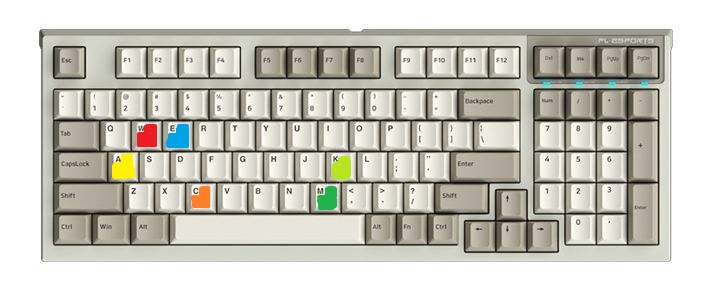 FL ESPORTS
Esc F1 F2 F3 F4 F5 F6 F7 F8 F9 F10 F11 F12 Del Ins PgUp PgDn
! @ # $ % ^ & * ( )
1 2 3 4 5 6 7 8 9 0 Backpace Num / * -
Tab Q W E R T Y U I O P { [ } ] | \ 7 8 9 +
CapsLock A S D F G H J K L : ; " Enter 4 5 6
Shift Z X C V B N M < , > . ? / Shift ↑ 1 2 3 Enter
Ctrl Win Alt Alt Fn Ctrl ← ↓ → 0 .